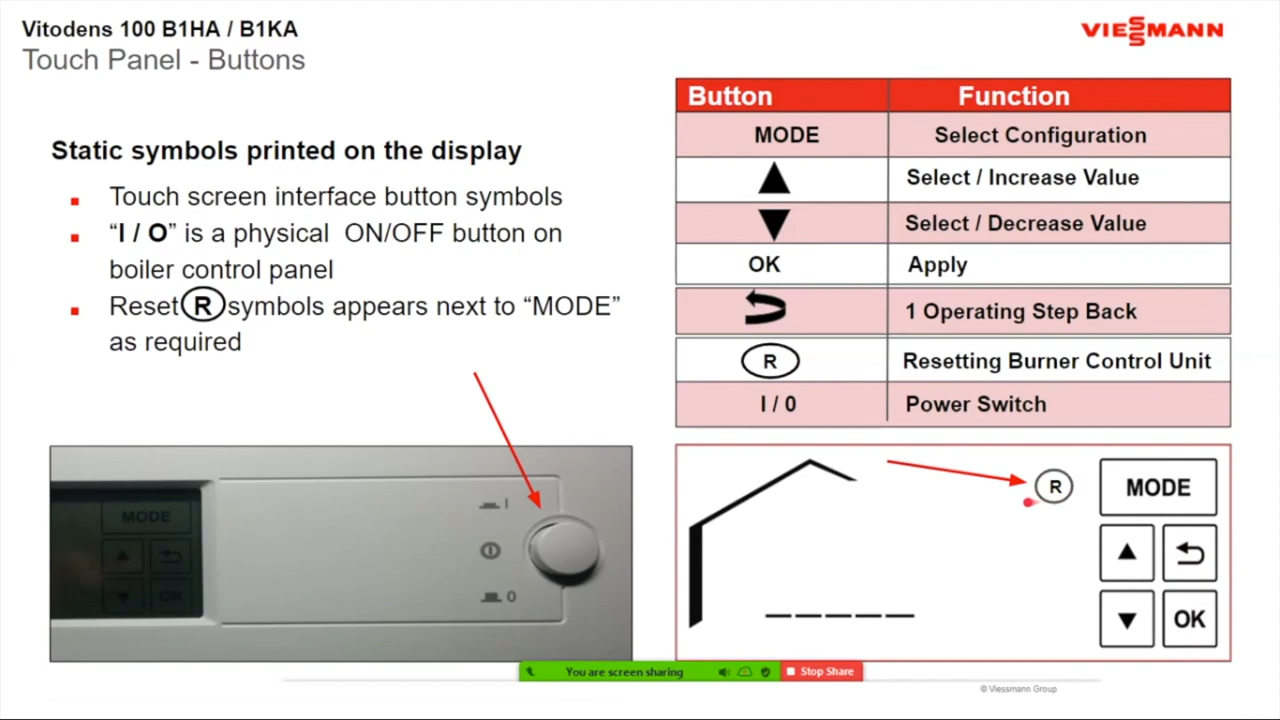 Vitodens 100 B1HA / B1KA
Touch Panel - Buttons
VIESSMANN
Static symbols printed on the display
Touch screen interface button symbols
“I / O” is a physical ON/OFF button on
boiler control panel
Reset R symbols appears next to “MODE”
as required
Button Function
MODE Select Configuration
▲ Select / Increase Value
▼ Select / Decrease Value
OK Apply
1 Operating Step Back
R Resetting Burner Control Unit
I / 0 Power Switch
MODE
OK
I
0
R MODE
OK
You are screen sharing Stop Share
© Viessmann Group